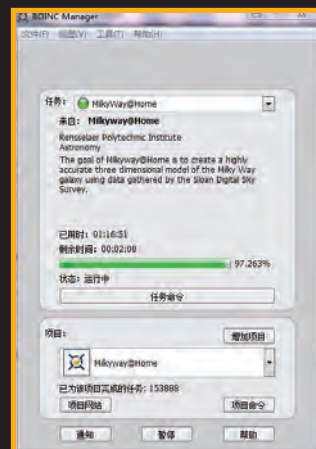 BOINC Manager
文件(F) 视图(V) 工具(T) 帮助(H)
任务: MilkyWay@Home
来自: Milkyway@Home
Rensselaer Polytechnic Institute
Astronomy
The goal of Milkyway@Home is to create a highly
accurate three dimensional model of the Milky Way
galaxy using data gathered by the Sloan Digital Sky
Survey.
已用时: 01:16:51
剩余时间: 00:02:08
97.263%
状态: 运行中
任务命令
项目: 增加项目
Milkyway@Home
已为该项目完成的任务: 153888
项目网站 项目命令
通知 暂停 帮助